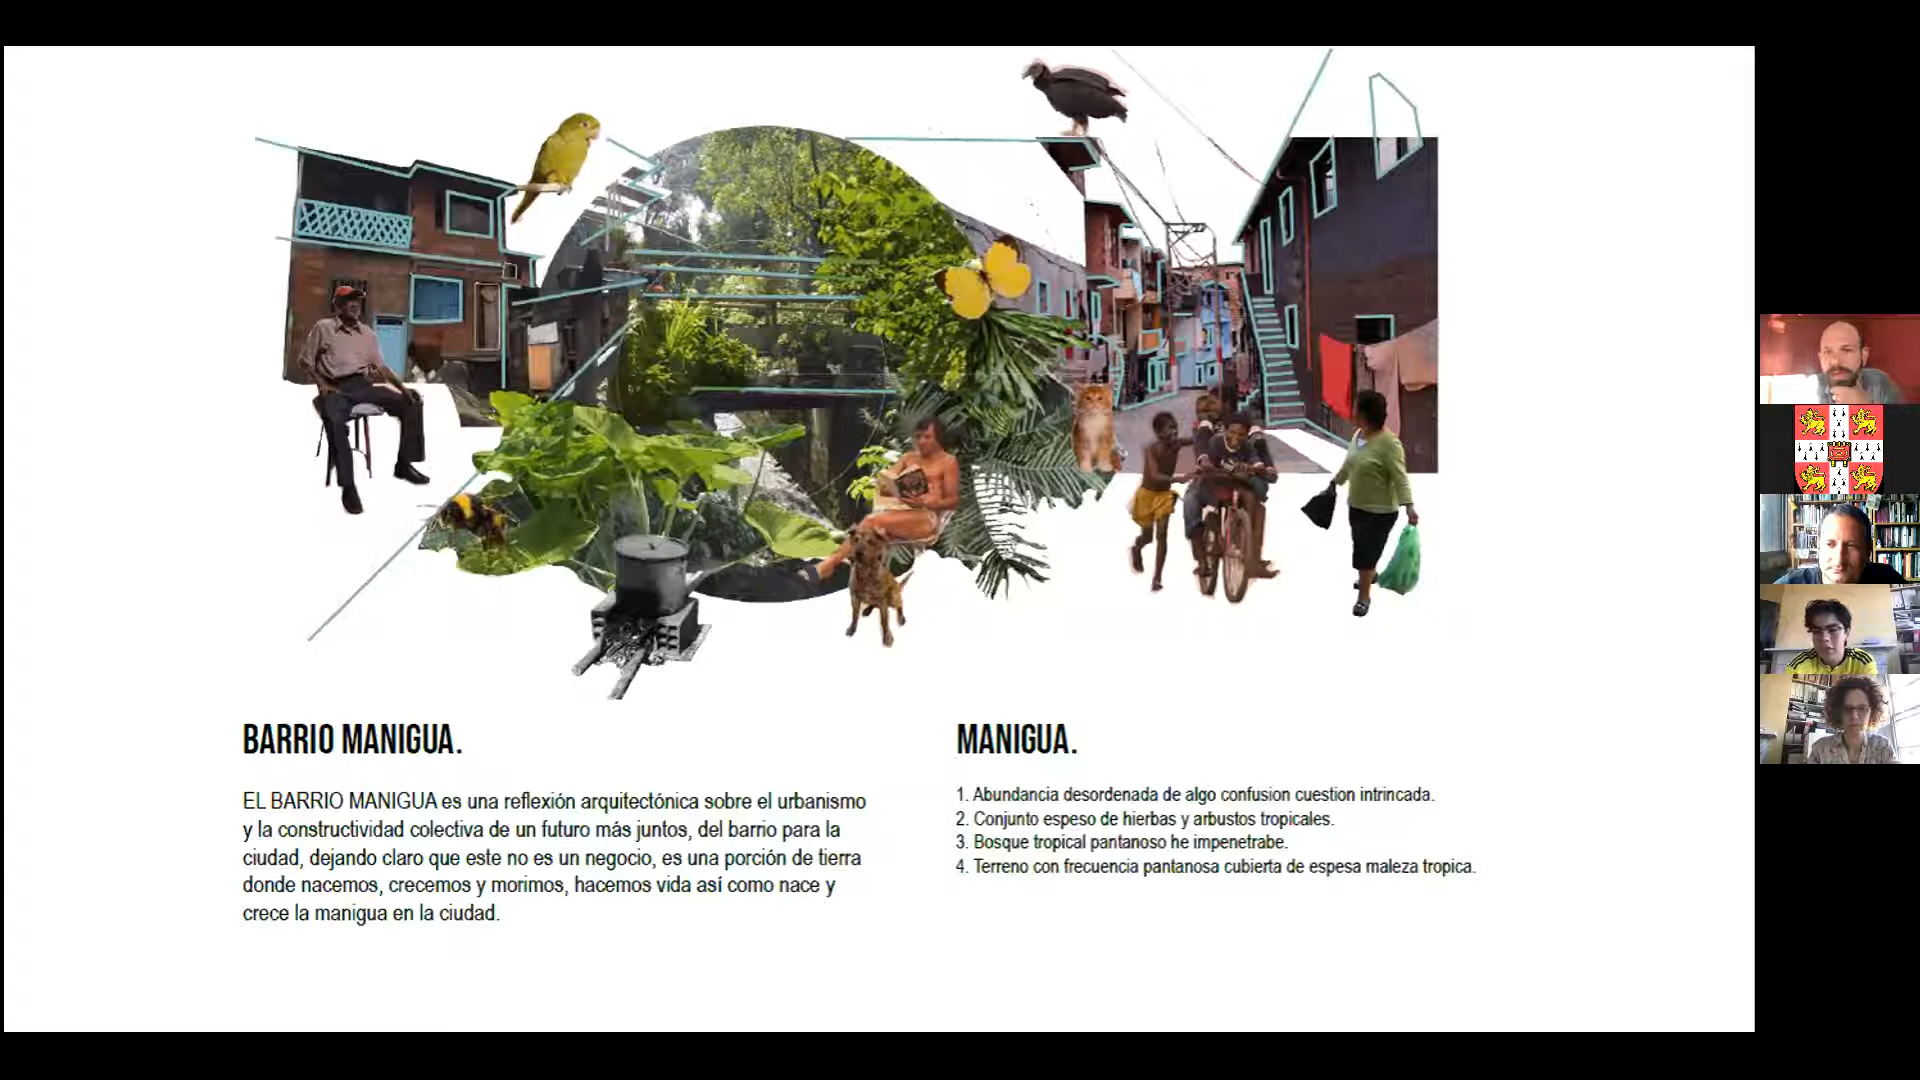 BARRIO MANIGUA.
EL BARRIO MANIGUA es una reflexión arquitectónica sobre el urbanismo
y la constructividad colectiva de un futuro más juntos, del barrio para la
ciudad, dejando claro que este no es un negocio, es una porción de tierra
donde nacemos, crecemos y morimos, hacemos vida así como nace y
crece la manigua en la ciudad.
MANIGUA.
1. Abundancia desordenada de algo confusion cuestion intrincada.
2. Conjunto espeso de hierbas y arbustos tropicales.
3. Bosque tropical pantanoso he impenetrabe.
4. Terreno con frecuencia pantanosa cubierta de espesa maleza tropica.